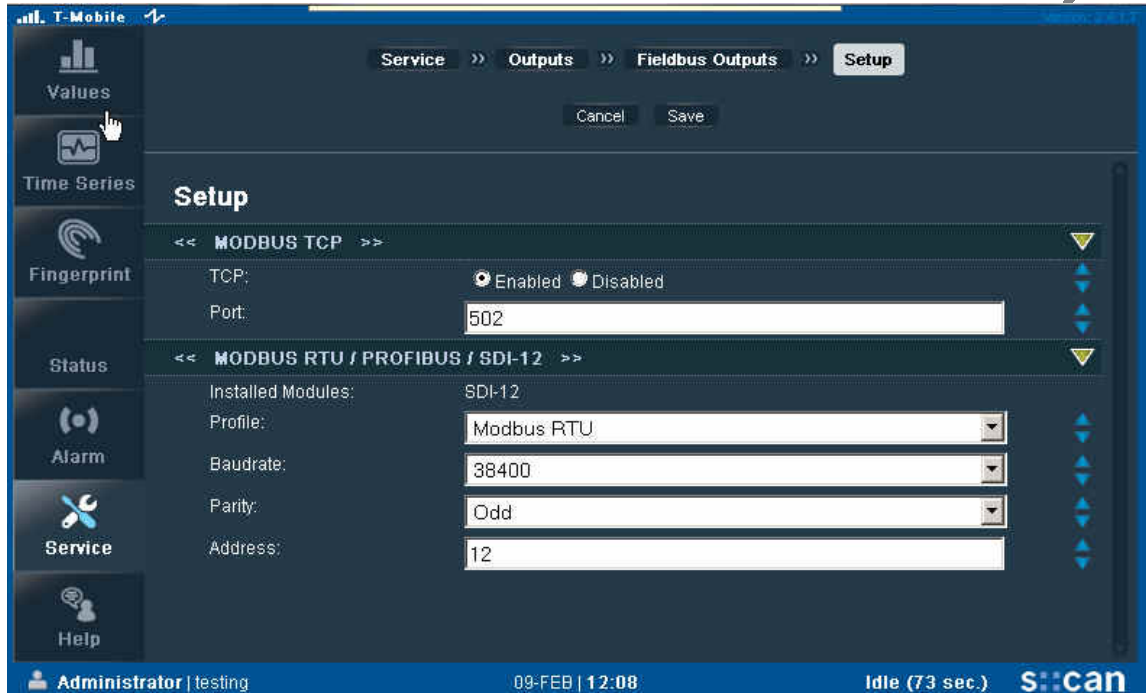 T-Mobile
Values
Time Series
Fingerprint
Status
Alarm
Service
Help
Service >> Outputs >> Fieldbus Outputs >> Setup
Cancel Save
Setup
<< MODBUS TCP >>
TCP: Enabled Disabled
Port: 502
<< MODBUS RTU / PROFIBUS / SDI-12 >>
Installed Modules: SDI-12
Profile: Modbus RTU
Baudrate: 38400
Parity: Odd
Address: 12
Administrator | testing 09-FEB | 12:08 Idle (73 sec.) s::can